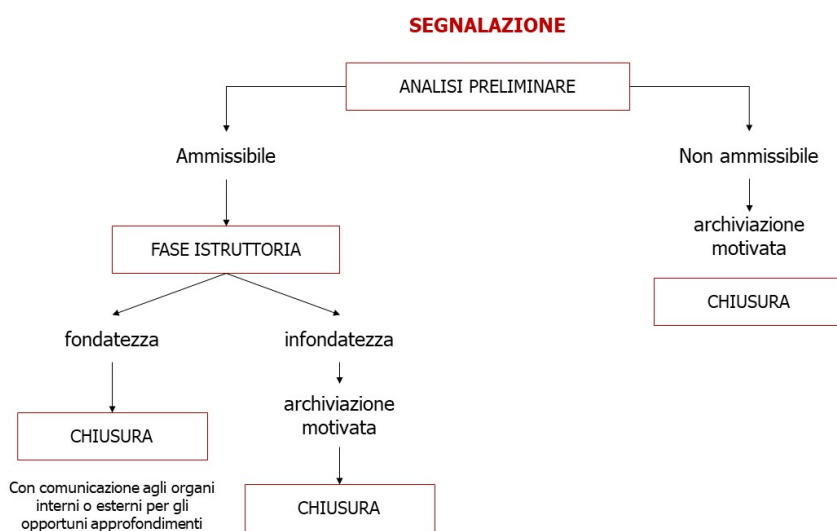 SEGNALAZIONE
ANALISI PRELIMINARE
Ammissibile
Non ammissibile
archiviazione
motivata
FASE ISTRUTTORIA
CHIUSURA
fondatezza
infondatezza
archiviazione
motivata
CHIUSURA
Con comunicazione agli organi
interni o esterni per gli
opportuni approfondimenti
CHIUSURA